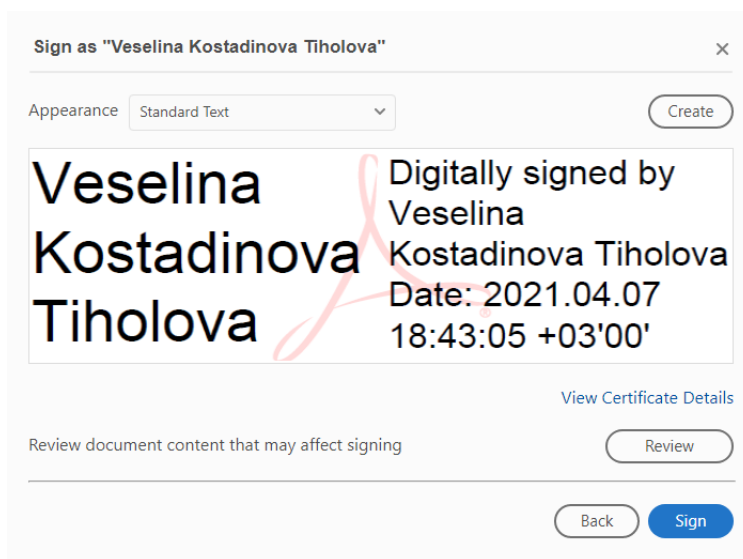 Sign as "Veselina Kostadinova Tiholova"
Appearance Standard Text Create
Veselina
Kostadinova
Tiholova
Digitally signed by
Veselina
Kostadinova Tiholova
Date: 2021.04.07
18:43:05 +03'00'
View Certificate Details
Review document content that may affect signing Review
Back Sign